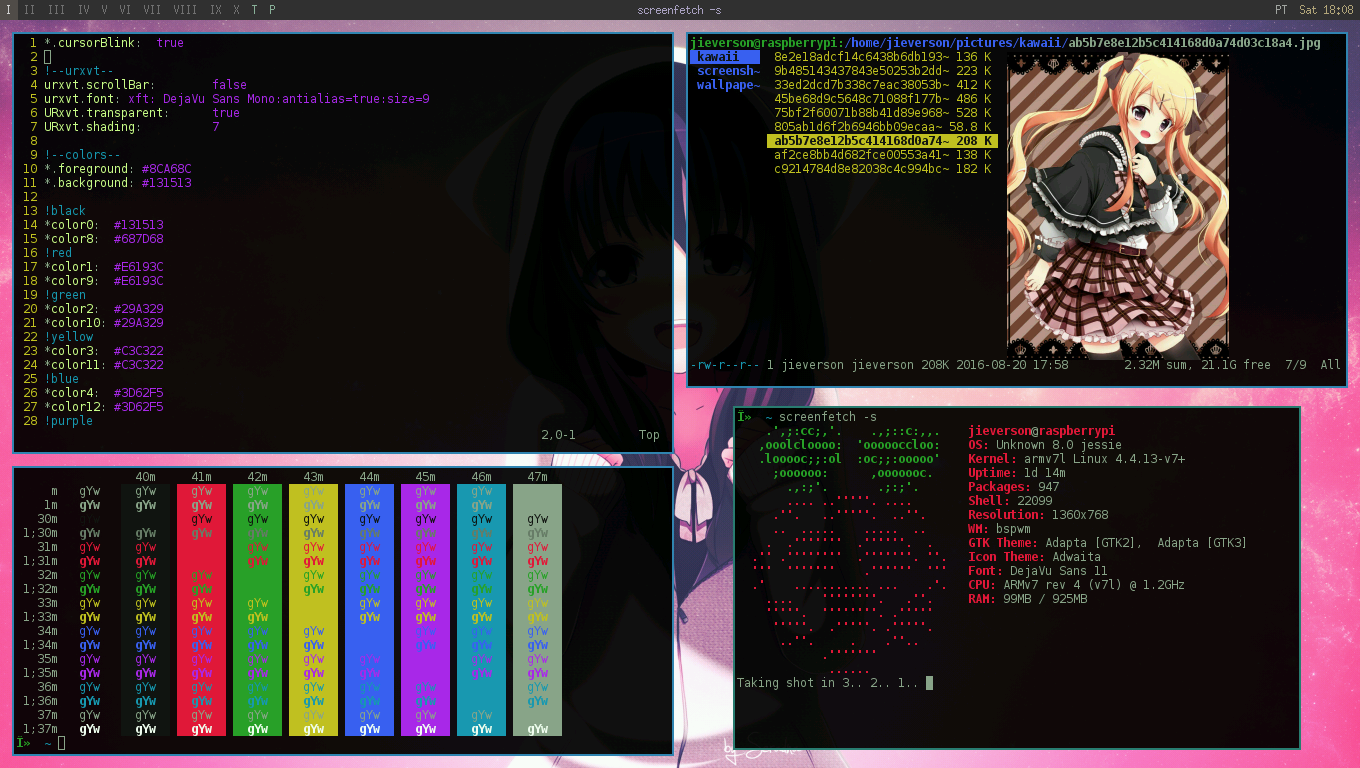 I II III IV V VI VII VIII IX X T P
screenfetch -s
PT Sat 18:08
1 *.cursorBlink: true
2
3 !--urxvt--
4 urxvt.scrollBar: false
5 urxvt.font: xft: DejaVu Sans Mono:antialias=true:size=9
6 URxvt.transparent: true
7 URxvt.shading: 7
8
9 !--colors--
10 *.foreground: #8CA68C
11 *.background: #131513
12
13 !black
14 *color0: #131513
15 *color8: #687D68
16 !red
17 *color1: #E6193C
18 *color9: #E6193C
19 !green
20 *color2: #29A329
21 *color10: #29A329
22 !yellow
23 *color3: #C3C322
24 *color11: #C3C322
25 !blue
26 *color4: #3D62F5
27 *color12: #3D62F5
28 !purple
2,0-1 Top
jieverson@raspberrypi:/home/jieverson/pictures/kawaii/ab5b7e8e12b5c414168d0a74d03c18a4.jpg
kawaii 8e2e18adcf14c6438b6db193~ 136 K
screensh~ 9b485143437843e50253b2dd~ 223 K
wallpape~ 33ed2dcd7b338c7eac38053b~ 412 K
45be68d9c5648c71088f177b~ 486 K
75bf2f60071b88b41d89e968~ 528 K
805ab1d6f2b6946bb09ecaa~ 58.8 K
ab5b7e8e12b5c414168d0a74~ 208 K
af2ce8bb4d682fce00553a41~ 138 K
c9214784d8e82038c4c994bc~ 182 K
-rw-r--r-- 1 jieverson jieverson 208K 2016-08-20 17:58 2.32M sum, 21.1G free 7/9 All
40m 41m 42m 43m 44m 45m 46m 47m
m gYw gYw gYw gYw gYw gYw gYw gYw gYw
1m gYw gYw gYw gYw gYw gYw gYw gYw gYw
30m gYw gYw gYw gYw gYw gYw gYw
1;30m gYw gYw gYw gYw gYw gYw gYw gYw gYw
31m gYw gYw gYw gYw gYw gYw gYw gYw
1;31m gYw gYw gYw gYw gYw gYw gYw gYw
32m gYw gYw gYw gYw gYw gYw gYw gYw
1;32m gYw gYw gYw gYw gYw gYw gYw gYw
33m gYw gYw gYw gYw gYw gYw gYw gYw
1;33m gYw gYw gYw gYw gYw gYw gYw gYw
34m gYw gYw gYw gYw gYw gYw gYw gYw
1;34m gYw gYw gYw gYw gYw gYw gYw gYw
35m gYw gYw gYw gYw gYw gYw gYw gYw
1;35m gYw gYw gYw gYw gYw gYw gYw gYw
36m gYw gYw gYw gYw gYw gYw gYw gYw
1;36m gYw gYw gYw gYw gYw gYw gYw gYw
37m gYw gYw gYw gYw gYw gYw gYw gYw
1;37m gYw gYw gYw gYw gYw gYw gYw gYw gYw
Ï» ~
Ï» ~ screenfetch -s
jieverson@raspberrypi
OS: Unknown 8.0 jessie
Kernel: armv7l Linux 4.4.13-v7+
Uptime: 1d 14m
Packages: 947
Shell: 22099
Resolution: 1360x768
WM: bspwm
GTK Theme: Adapta [GTK2], Adapta [GTK3]
Icon Theme: Adwaita
Font: DejaVu Sans 11
CPU: ARMv7 rev 4 (v7l) @ 1.2GHz
RAM: 99MB / 925MB
Taking shot in 3.. 2.. 1..